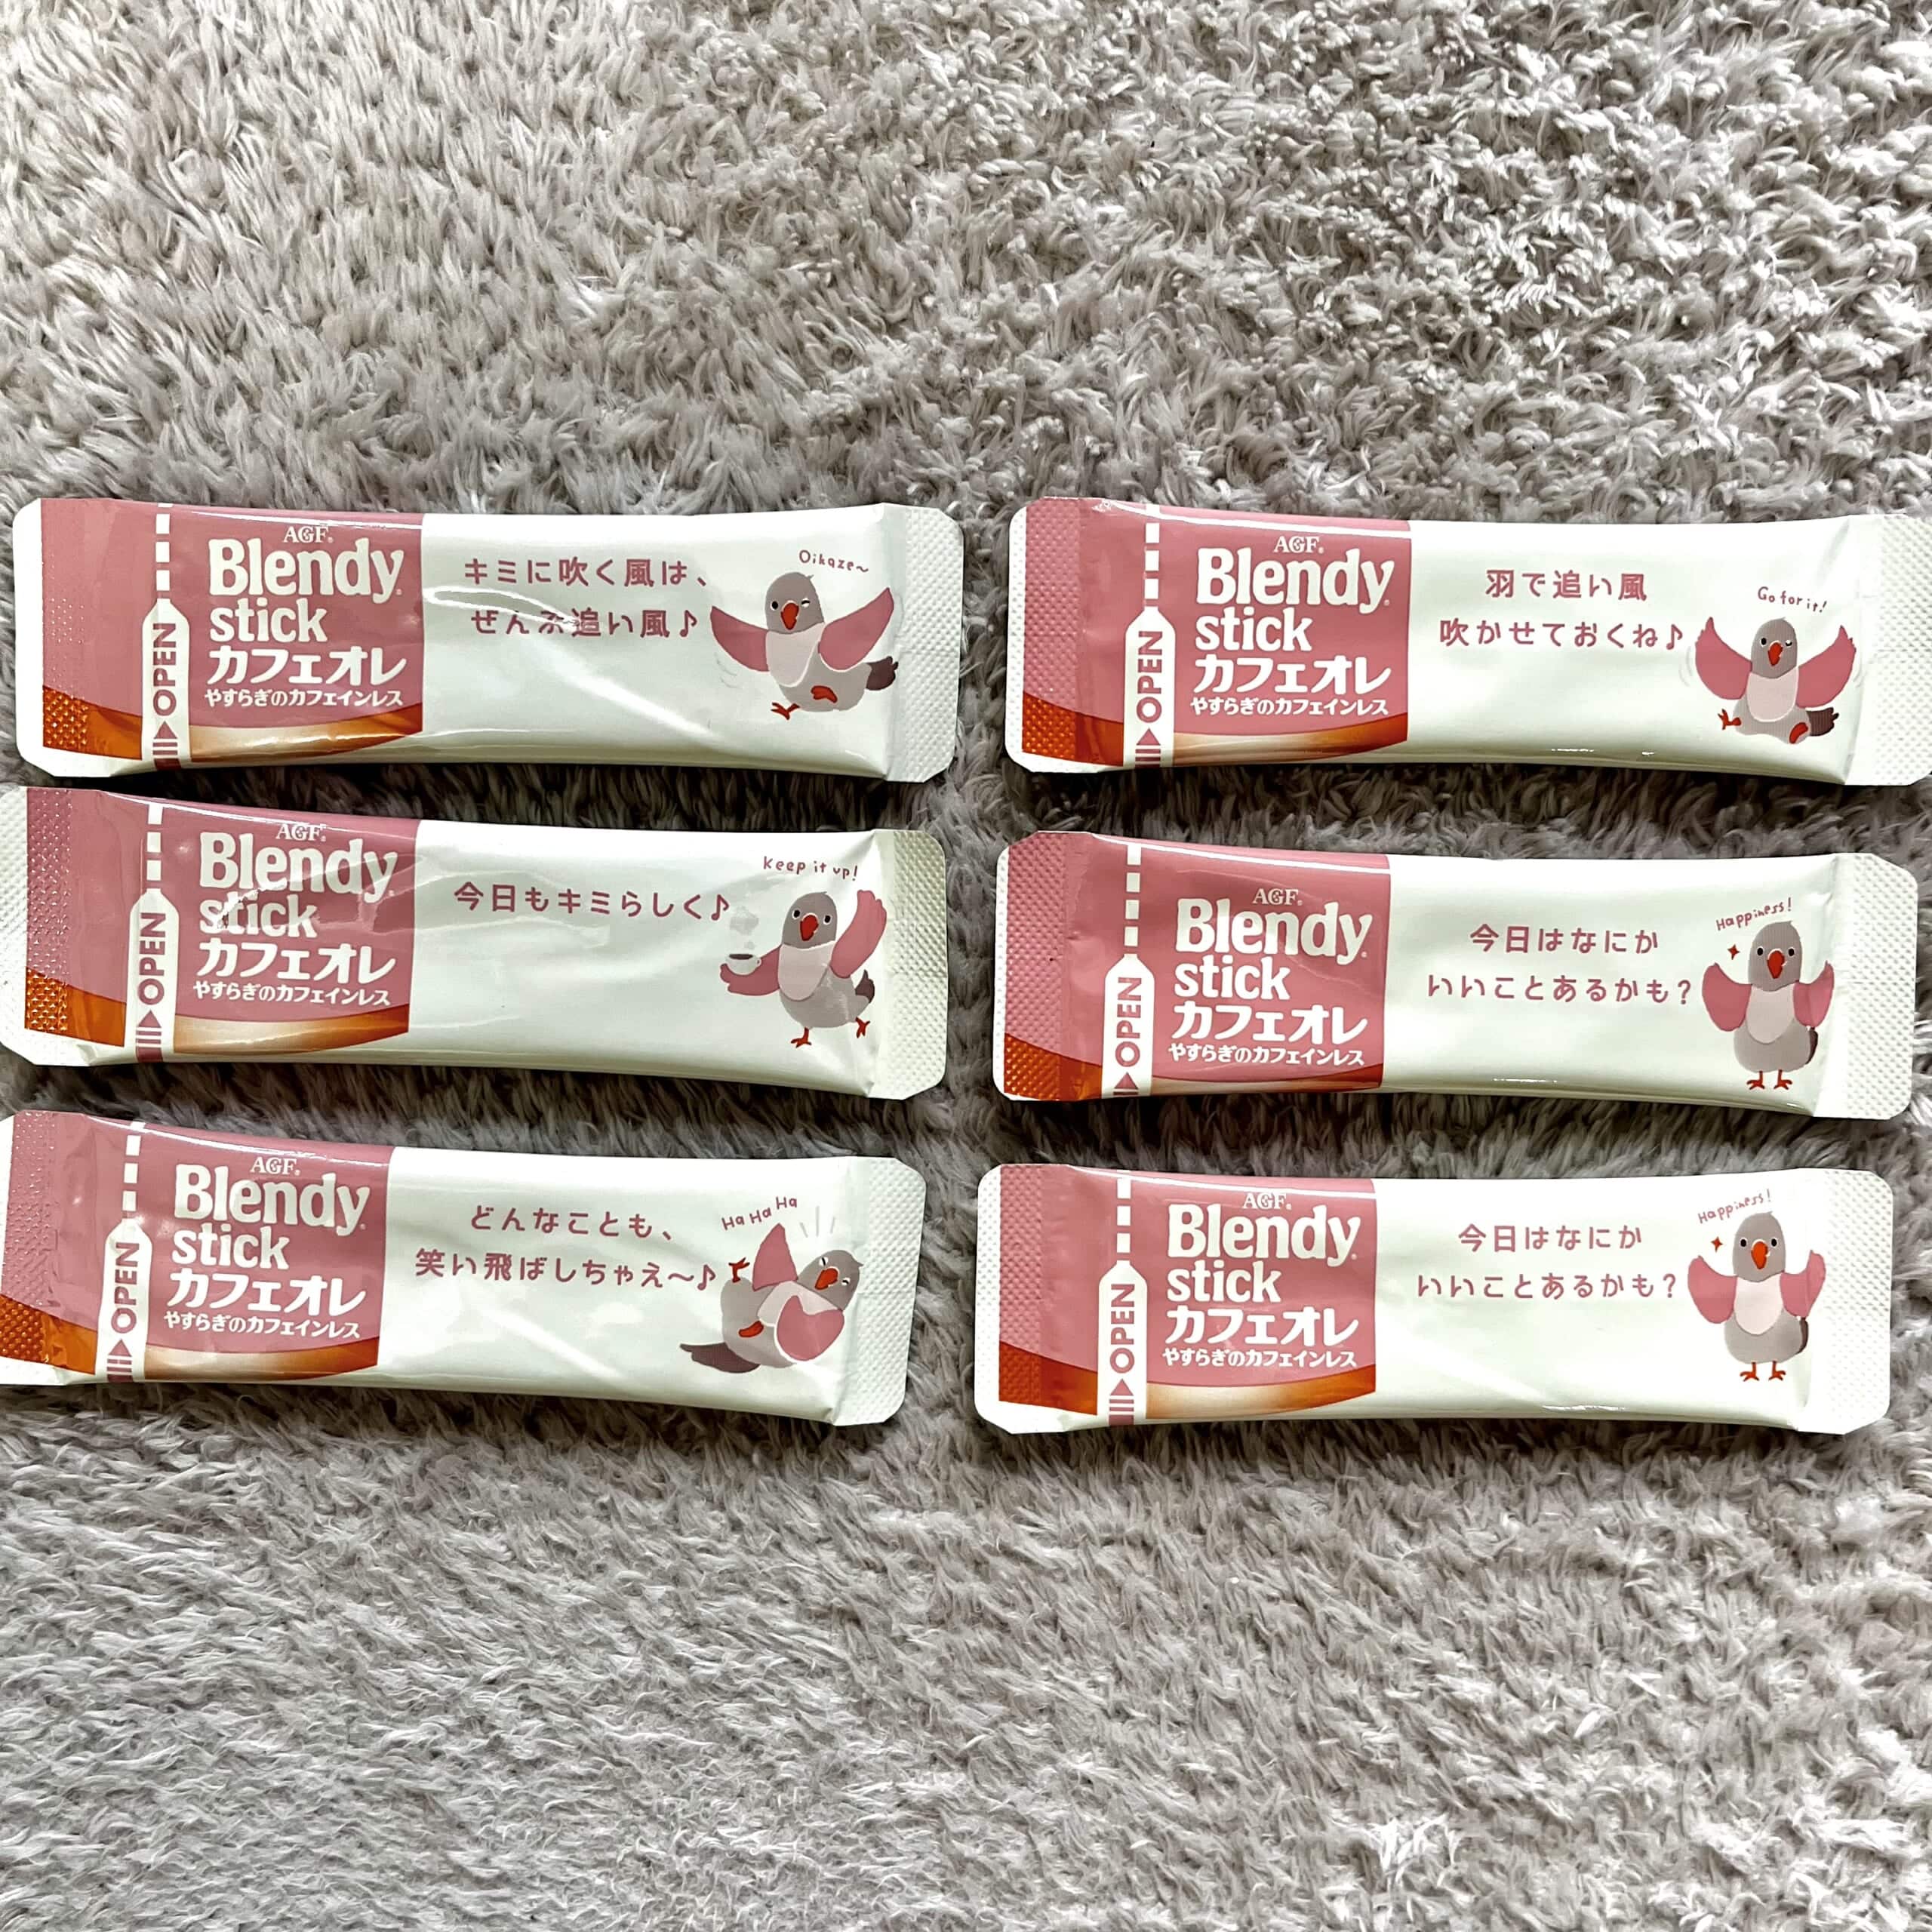 AGF®
Blendy®
stick
カフェオレ
やすらぎのカフェインレス
OPEN
キミに吹く風は、
ぜんぶ追い風♪
Oikaze~
AGF®
Blendy®
stick
カフェオレ
やすらぎのカフェインレス
OPEN
羽で追い風
吹かせておくね♪
Go for it!
AGF®
Blendy®
stick
カフェオレ
やすらぎのカフェインレス
OPEN
今日もキミらしく♪
Keep it up!
AGF®
Blendy®
stick
カフェオレ
やすらぎのカフェインレス
OPEN
今日はなにか
いいことあるかも?
Happiness!
AGF®
Blendy®
stick
カフェオレ
やすらぎのカフェインレス
OPEN
どんなことも、
笑い飛ばしちゃえ〜♪
Ha Ha Ha
AGF®
Blendy®
stick
カフェオレ
やすらぎのカフェインレス
OPEN
今日はなにか
いいことあるかも?
Happiness!